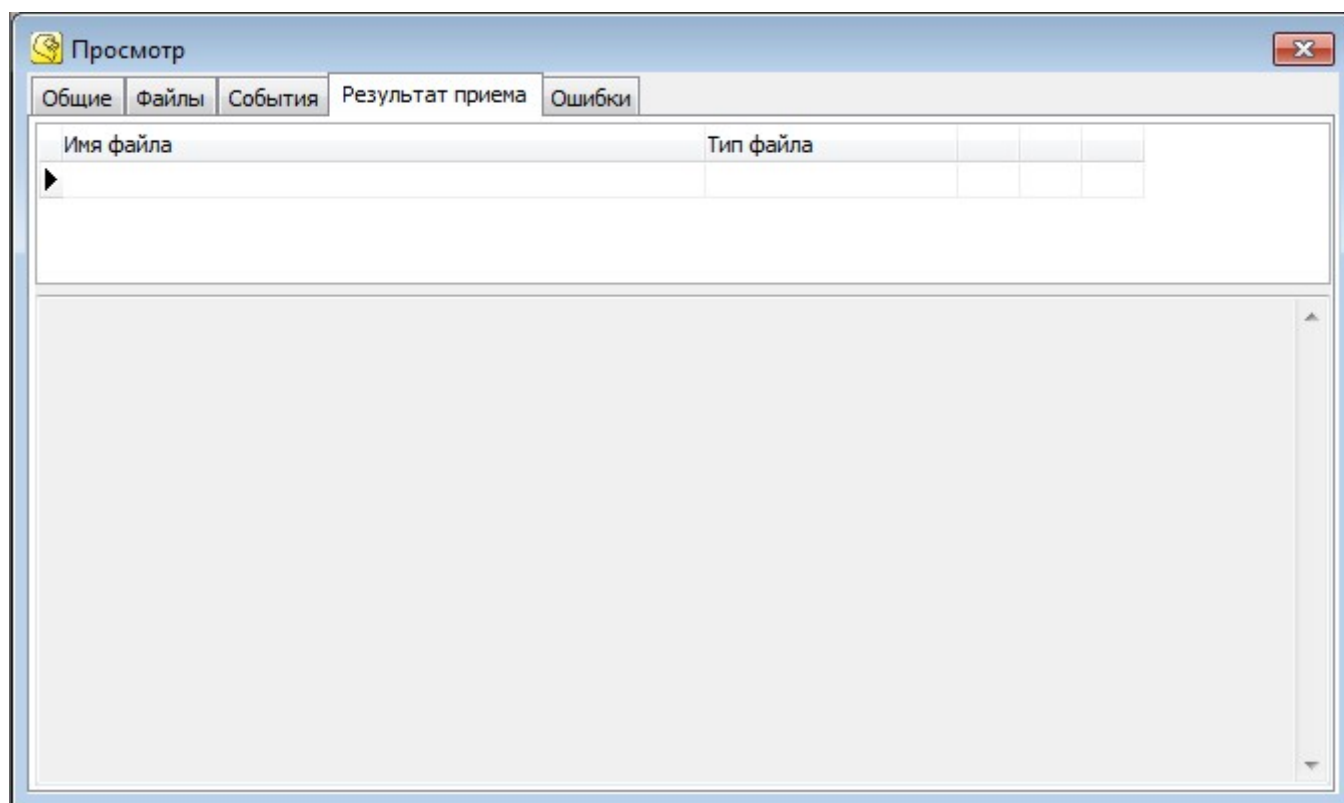 Просмотр
Общие Файлы События Результат приема Ошибки
Имя файла Тип файла